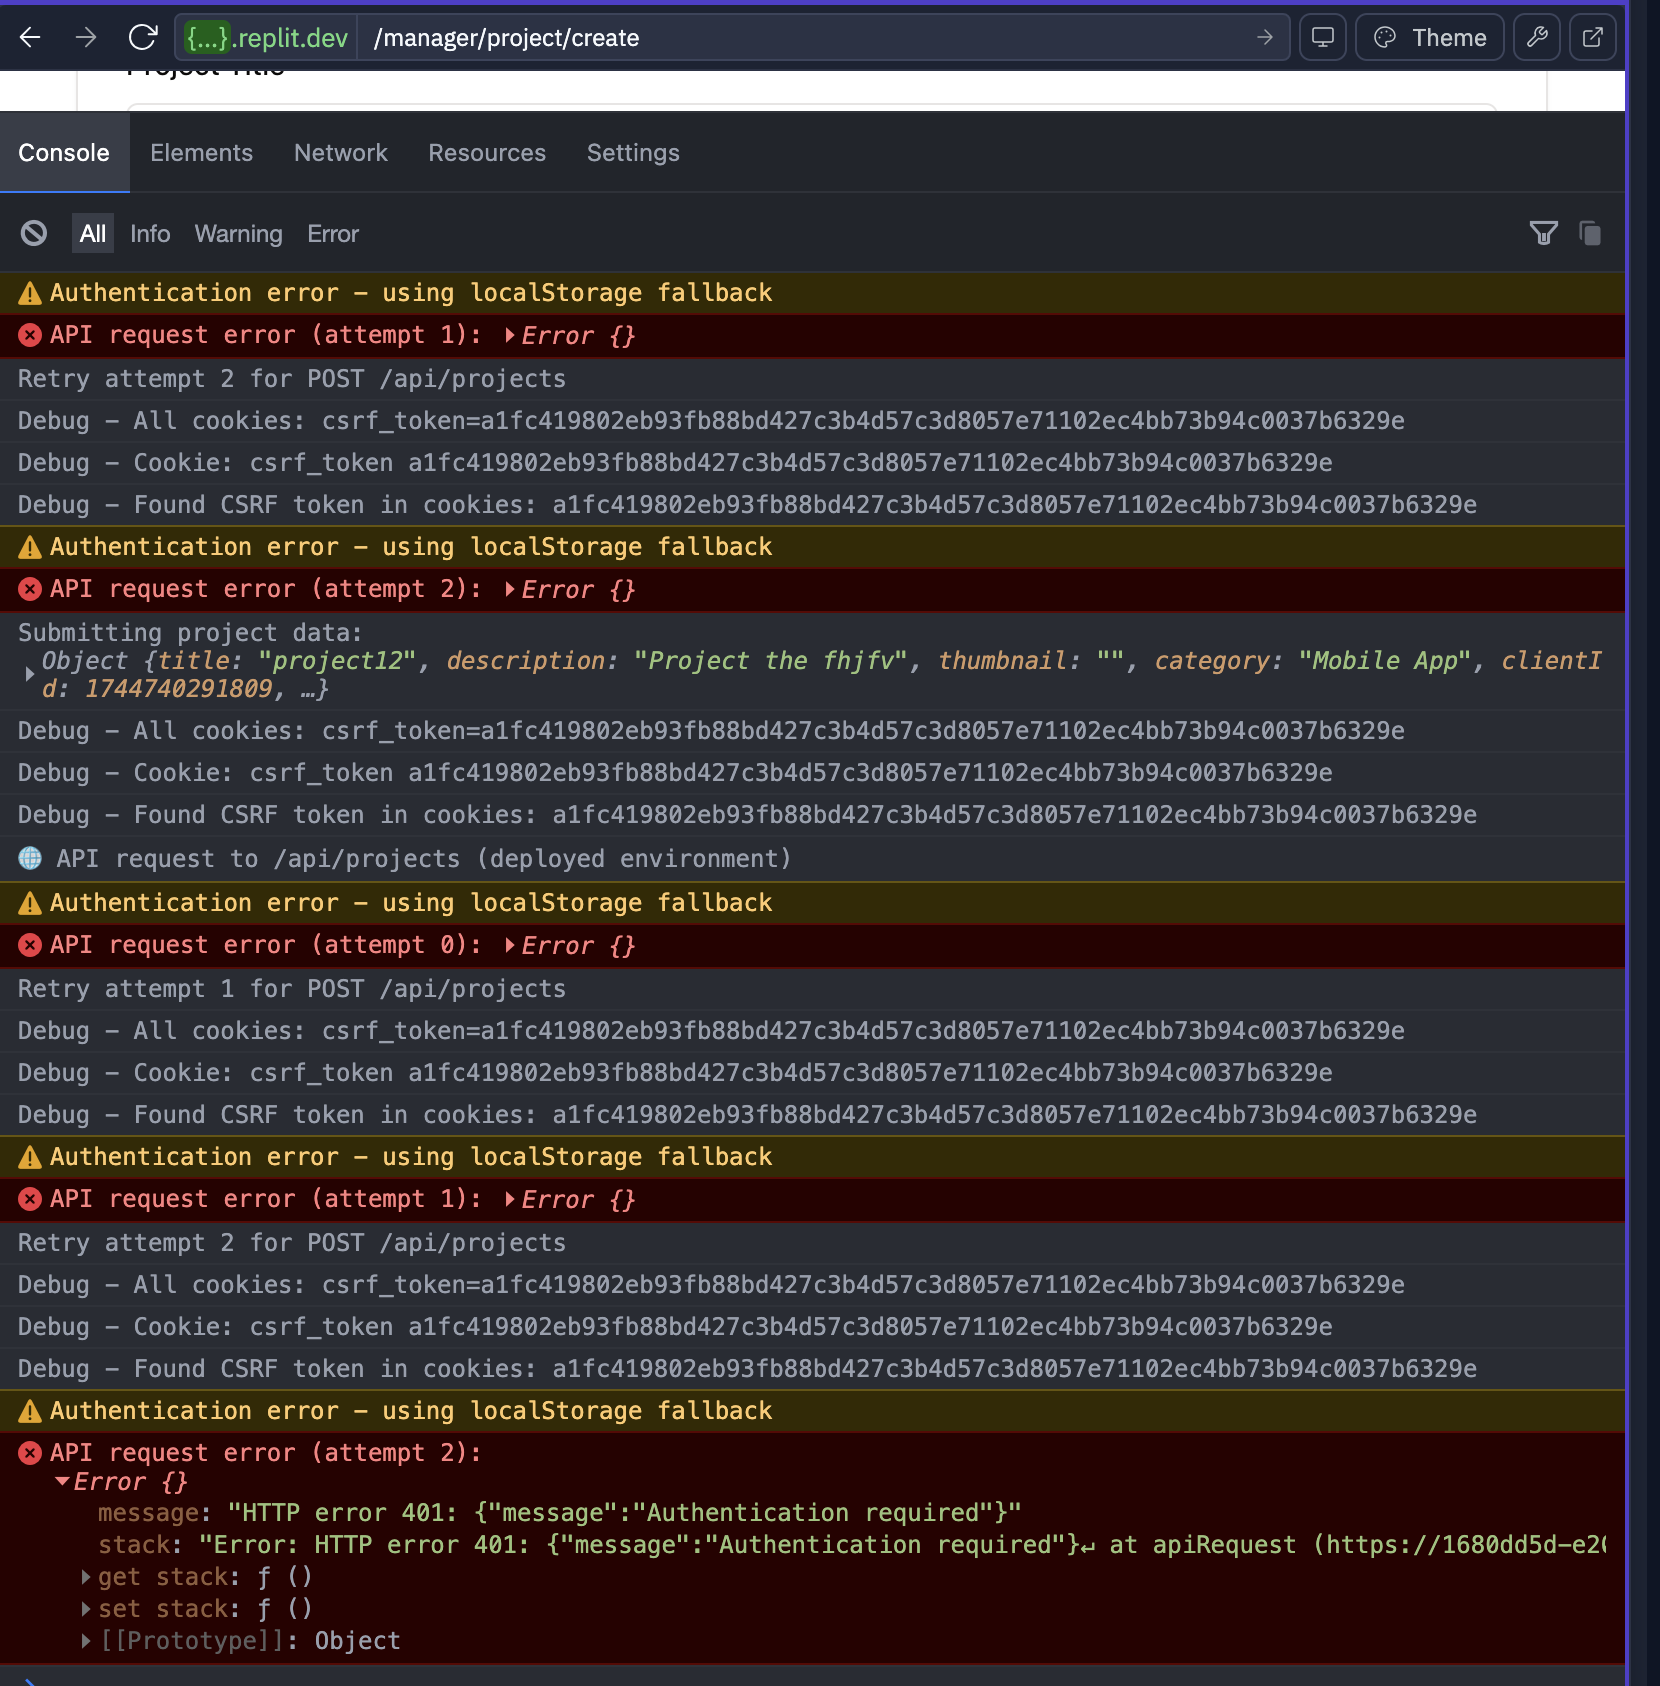 {...}.replit.dev /manager/project/create Theme
Project Title
Console Elements Network Resources Settings
All Info Warning Error
Authentication error – using localStorage fallback
API request error (attempt 1): Error {}
Retry attempt 2 for POST /api/projects
Debug – All cookies: csrf_token=a1fc419802eb93fb88bd427c3b4d57c3d8057e71102ec4bb73b94c0037b6329e
Debug – Cookie: csrf_token a1fc419802eb93fb88bd427c3b4d57c3d8057e71102ec4bb73b94c0037b6329e
Debug – Found CSRF token in cookies: a1fc419802eb93fb88bd427c3b4d57c3d8057e71102ec4bb73b94c0037b6329e
Authentication error – using localStorage fallback
API request error (attempt 2): Error {}
Submitting project data:
Object {title: "project12", description: "Project the fhjfv", thumbnail: "", category: "Mobile App", clientI
d: 1744740291809, …}
Debug – All cookies: csrf_token=a1fc419802eb93fb88bd427c3b4d57c3d8057e71102ec4bb73b94c0037b6329e
Debug – Cookie: csrf_token a1fc419802eb93fb88bd427c3b4d57c3d8057e71102ec4bb73b94c0037b6329e
Debug – Found CSRF token in cookies: a1fc419802eb93fb88bd427c3b4d57c3d8057e71102ec4bb73b94c0037b6329e
🌐 API request to /api/projects (deployed environment)
Authentication error – using localStorage fallback
API request error (attempt 0): Error {}
Retry attempt 1 for POST /api/projects
Debug – All cookies: csrf_token=a1fc419802eb93fb88bd427c3b4d57c3d8057e71102ec4bb73b94c0037b6329e
Debug – Cookie: csrf_token a1fc419802eb93fb88bd427c3b4d57c3d8057e71102ec4bb73b94c0037b6329e
Debug – Found CSRF token in cookies: a1fc419802eb93fb88bd427c3b4d57c3d8057e71102ec4bb73b94c0037b6329e
Authentication error – using localStorage fallback
API request error (attempt 1): Error {}
Retry attempt 2 for POST /api/projects
Debug – All cookies: csrf_token=a1fc419802eb93fb88bd427c3b4d57c3d8057e71102ec4bb73b94c0037b6329e
Debug – Cookie: csrf_token a1fc419802eb93fb88bd427c3b4d57c3d8057e71102ec4bb73b94c0037b6329e
Debug – Found CSRF token in cookies: a1fc419802eb93fb88bd427c3b4d57c3d8057e71102ec4bb73b94c0037b6329e
Authentication error – using localStorage fallback
API request error (attempt 2):
Error {}
message: "HTTP error 401: {"message":"Authentication required"}"
stack: "Error: HTTP error 401: {"message":"Authentication required"}↵ at apiRequest (https://1680dd5d-e20
get stack: ƒ ()
set stack: ƒ ()
[[Prototype]]: Object